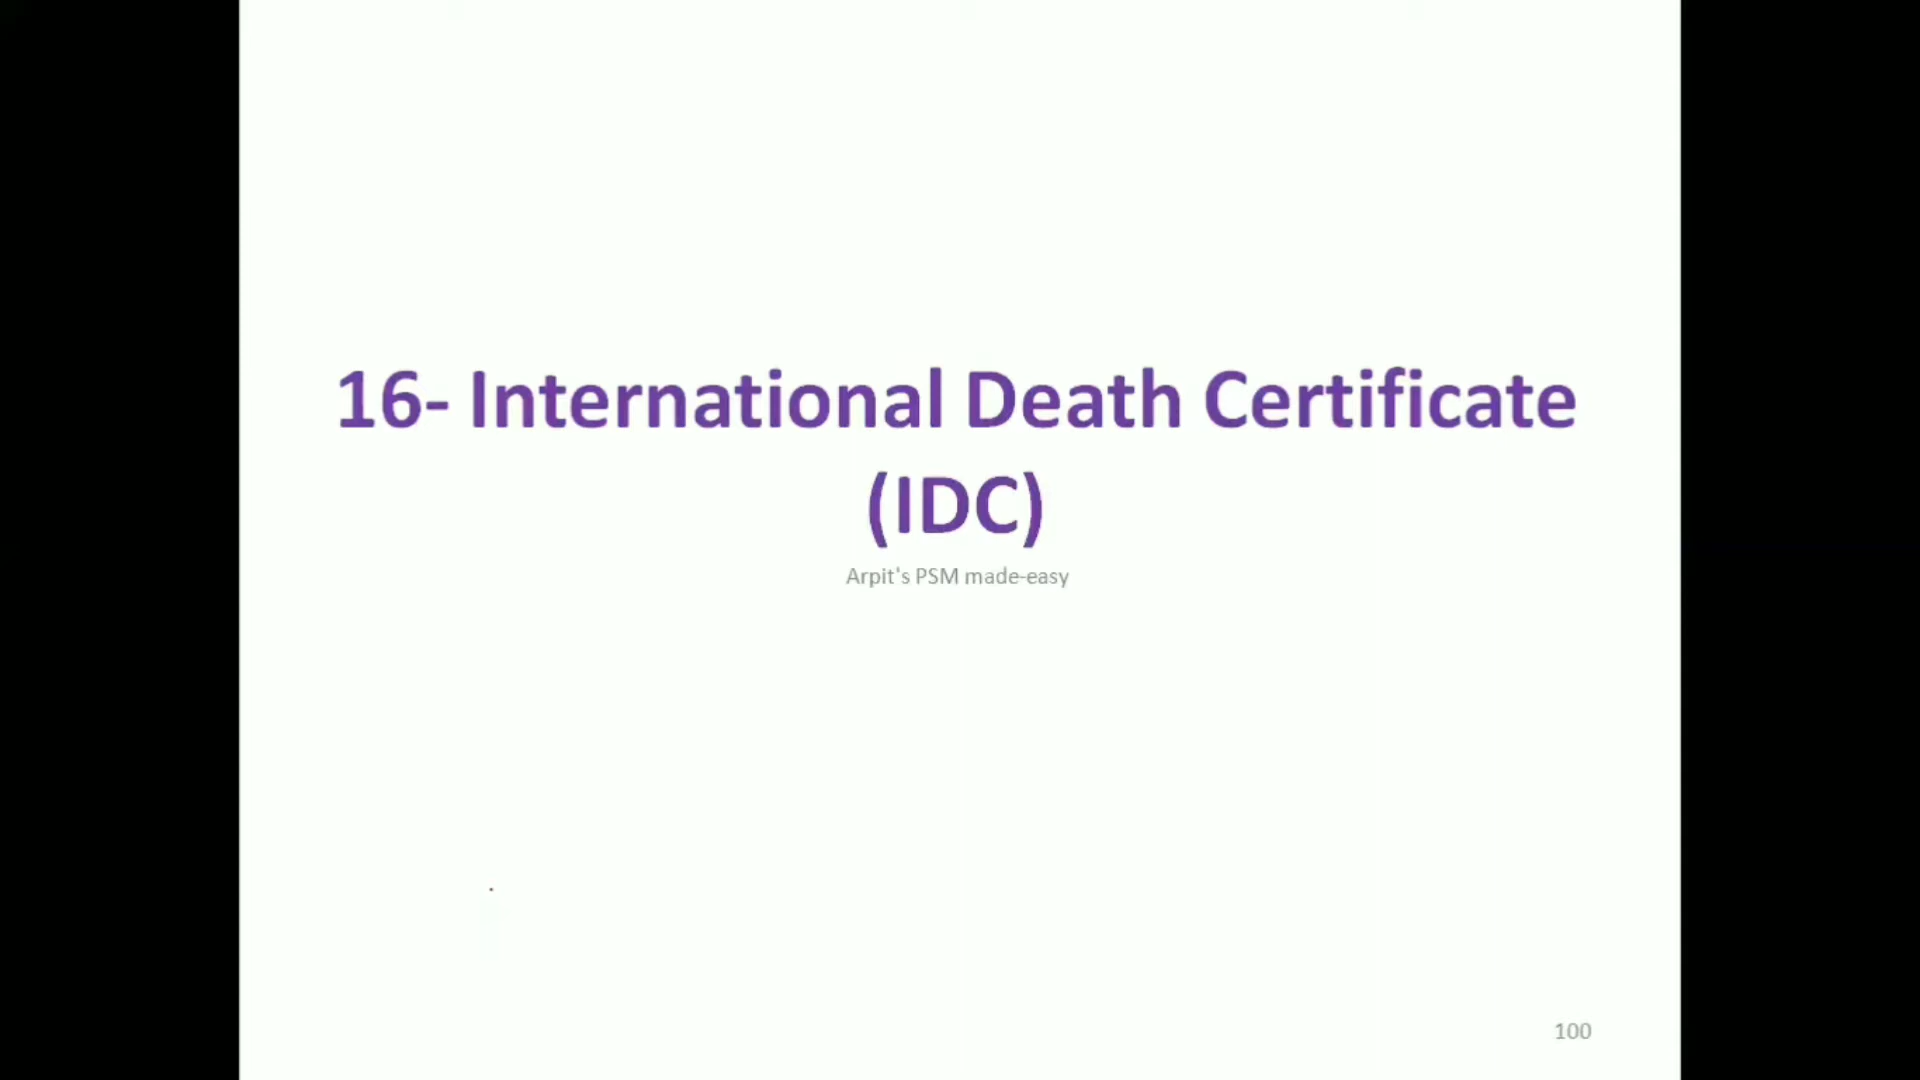 16- International Death Certificate
(IDC)
Arpit's PSM made-easy
100